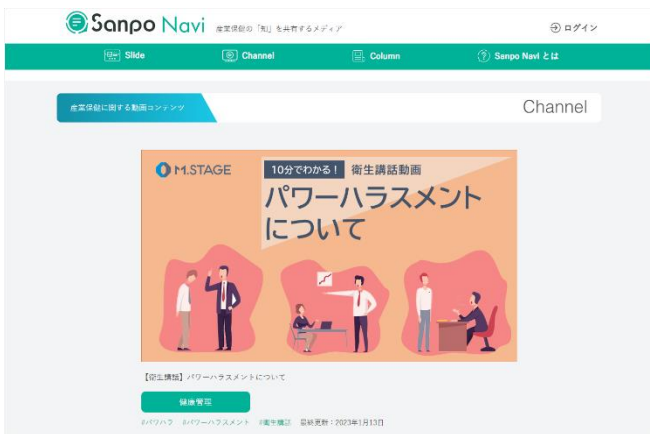 Sanpo Navi 産業保健の「知」を共有するメディア ログイン
Slide Channel Column Sanpo Navi とは
産業保健に関する動画コンテンツ Channel
M.STAGE 10分でわかる！ 衛生講話動画
パワーハラスメント
について
【衛生講話】パワーハラスメントについて
健康管理
#パワハラ #パワーハラスメント #衛生講話 最終更新：2023年1月13日